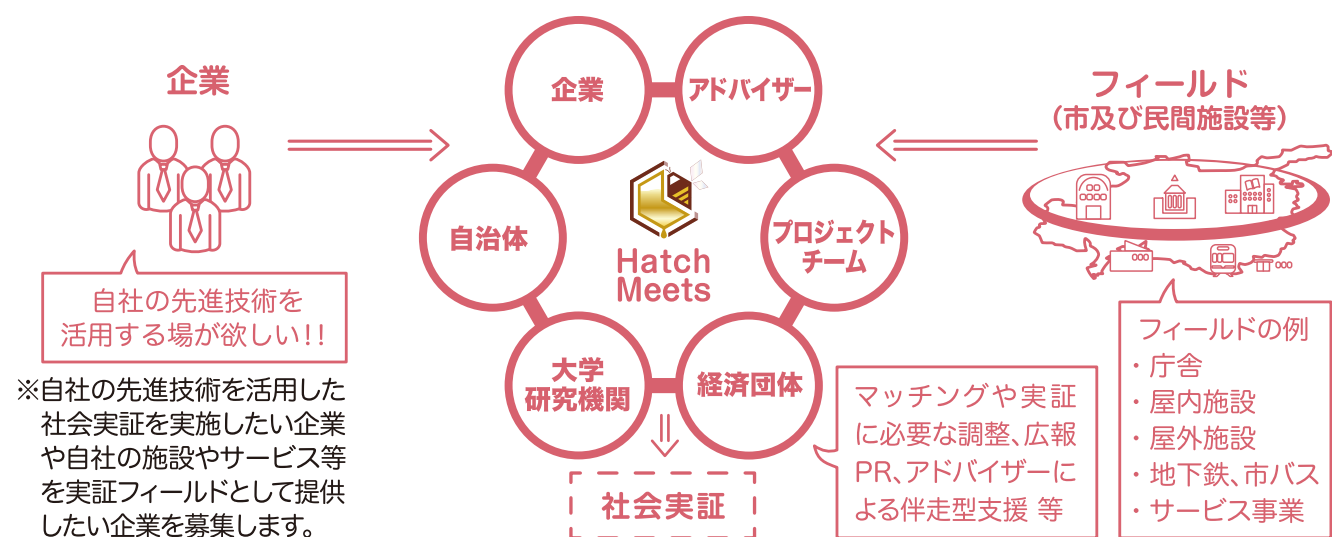 企業
自社の先進技術を
活用する場が欲しい!!
※自社の先進技術を活用した
社会実証を実施したい企業
や自社の施設やサービス等
を実証フィールドとして提供
したい企業を募集します。
企業
アドバイザー
自治体
Hatch
Meets
プロジェクト
チーム
大学
研究機関
経済団体
社会実証
マッチングや実証
に必要な調整、広報
PR、アドバイザーに
よる伴走型支援 等
フィールド
(市及び民間施設等)
フィールドの例
・庁舎
・屋内施設
・屋外施設
・地下鉄、市バス
・サービス事業